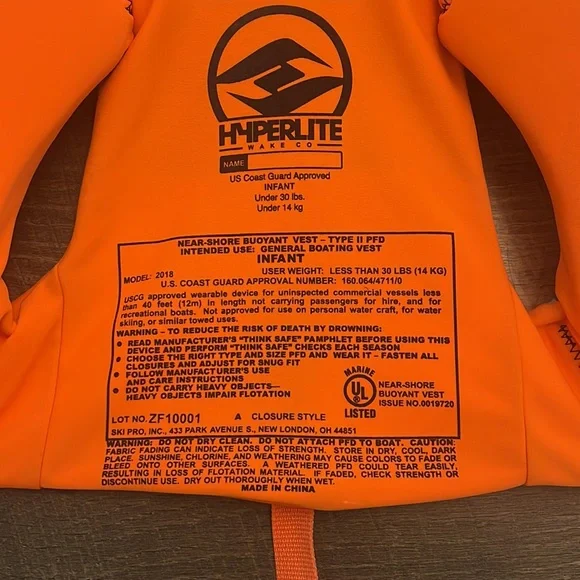 HYPERLITE
WAKE CO
NAME
US Coast Guard Approved
INFANT
Under 30 lbs.
Under 14 kg
NEAR-SHORE BUOYANT VEST – TYPE II PFD
INTENDED USE: GENERAL BOATING VEST
INFANT
MODEL: 2018
USER WEIGHT: LESS THAN 30 LBS (14 KG)
U.S. COAST GUARD APPROVAL NUMBER: 160.064/4711/0
USCG approved wearable device for uninspected commercial vessels less
than 40 feet (12m) in length not carrying passengers for hire, and for
recreational boats. Not approved for use on personal water craft, for water
skiing, or similar towed uses.
WARNING – TO REDUCE THE RISK OF DEATH BY DROWNING:
• READ MANUFACTURER'S "THINK SAFE" PAMPHLET BEFORE USING THIS
DEVICE AND PERFORM "THINK SAFE" CHECKS EACH SEASON
• CHOOSE THE RIGHT TYPE AND SIZE PFD AND WEAR IT – FASTEN ALL
CLOSURES AND ADJUST FOR SNUG FIT
• FOLLOW MANUFACTURER'S USE
AND CARE INSTRUCTIONS
• DO NOT CARRY HEAVY OBJECTS—
HEAVY OBJECTS IMPAIR FLOTATION
MARINE
UL
LISTED
NEAR-SHORE
BUOYANT VEST
ISSUE NO.0019720
LOT NO. ZF10001 A CLOSURE STYLE
SKI PRO, INC., 433 PARK AVENUE S., NEW LONDON, OH 44851
WARNING: DO NOT DRY CLEAN. DO NOT ATTACH PFD TO BOAT. CAUTION:
FABRIC FADING CAN INDICATE LOSS OF STRENGTH. STORE IN DRY, COOL, DARK
PLACE. SUNSHINE, CHLORINE, AND WEATHERING MAY CAUSE COLORS TO FADE OR
BLEED ONTO OTHER SURFACES. A WEATHERED PFD COULD TEAR EASILY,
RESULTING IN LOSS OF FLOTATION MATERIAL. IF FADED, CHECK STRENGTH OR
DISCONTINUE USE. DRY OUT THOROUGHLY WHEN WET.
MADE IN CHINA